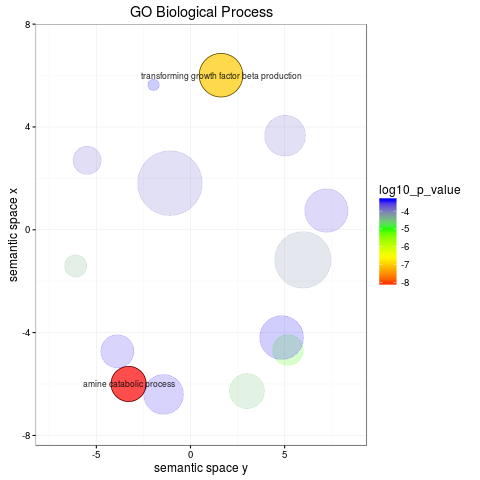 GO Biological Process
8
4
0
-4
-8
semantic space x
transforming growth factor beta production
amine catabolic process
-5
0
5
semantic space y
log10_p_value
-4
-5
-6
-7
-8